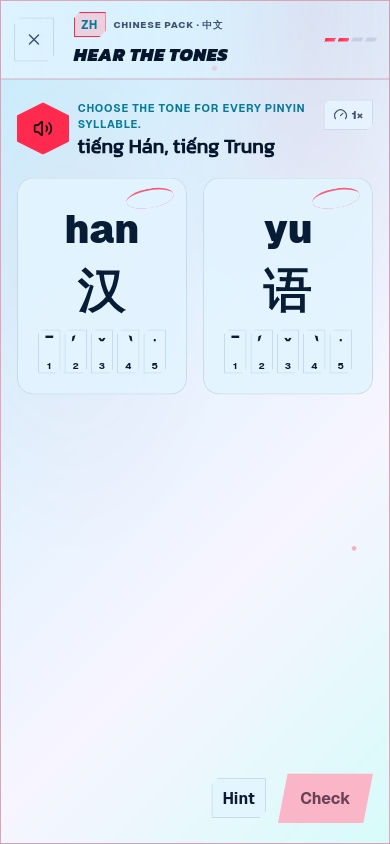 ZH CHINESE PACK · 中文
HEAR THE TONES
CHOOSE THE TONE FOR EVERY PINYIN
SYLLABLE.
tiếng Hán, tiếng Trung
1×
han
汉
ˉ ˊ ˇ ˋ ·
1 2 3 4 5
yu
语
ˉ ˊ ˇ ˋ ·
1 2 3 4 5
Hint
Check